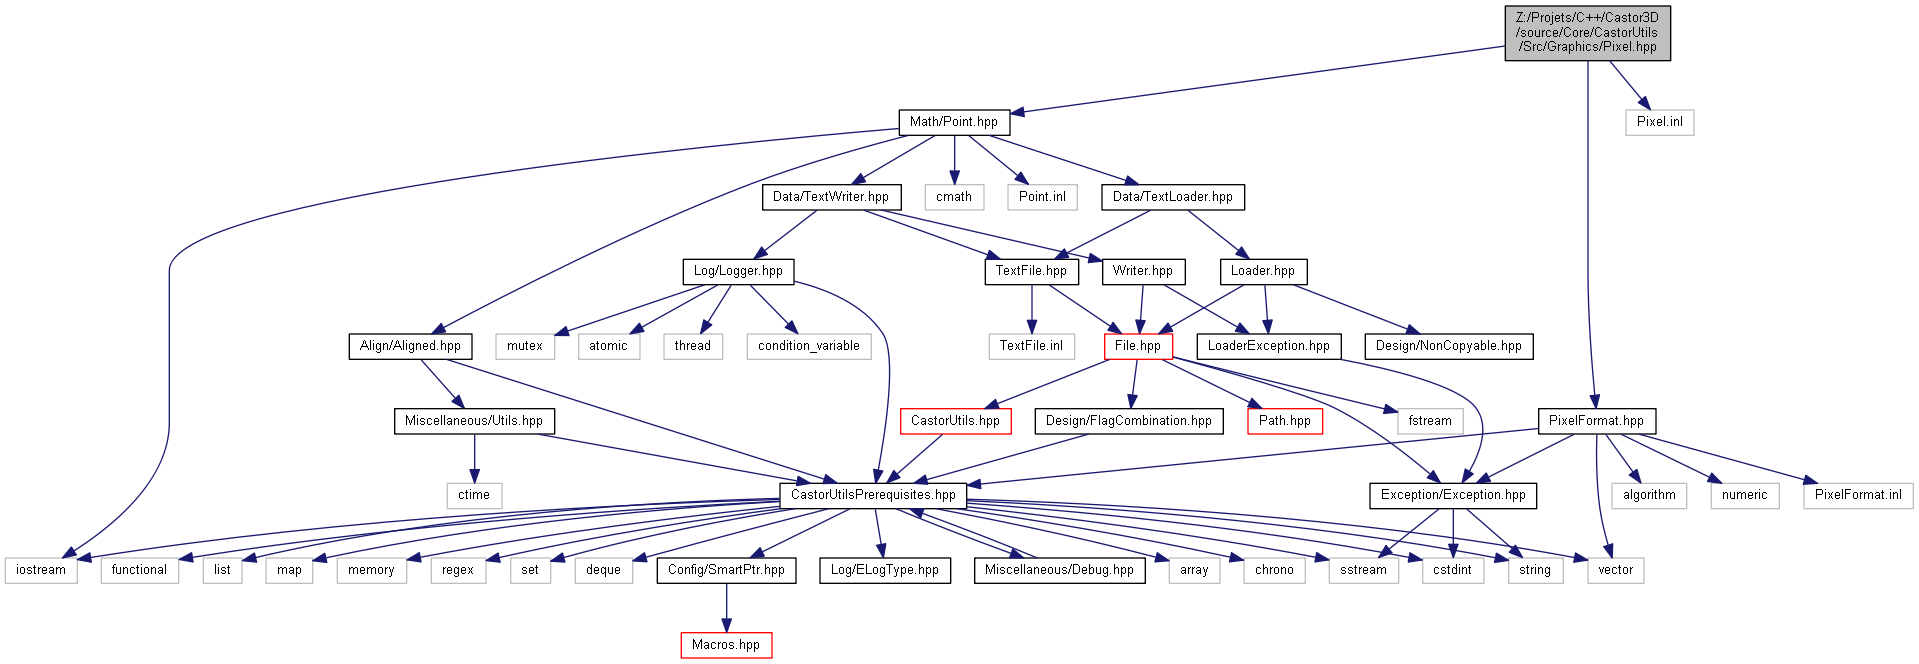 Z:/Projets/C++/Castor3D
/source/Core/CastorUtils
/Src/Graphics/Pixel.hpp
Math/Point.hpp
Pixel.inl
Data/TextWriter.hpp
cmath
Point.inl
Data/TextLoader.hpp
Log/Logger.hpp
TextFile.hpp
Writer.hpp
Loader.hpp
Align/Aligned.hpp
mutex
atomic
thread
condition_variable
TextFile.inl
File.hpp
LoaderException.hpp
Design/NonCopyable.hpp
Miscellaneous/Utils.hpp
CastorUtils.hpp
Design/FlagCombination.hpp
Path.hpp
fstream
PixelFormat.hpp
ctime
CastorUtilsPrerequisites.hpp
Exception/Exception.hpp
algorithm
numeric
PixelFormat.inl
iostream
functional
list
map
memory
regex
set
deque
Config/SmartPtr.hpp
Log/ELogType.hpp
Miscellaneous/Debug.hpp
array
chrono
sstream
cstdint
string
vector
Macros.hpp